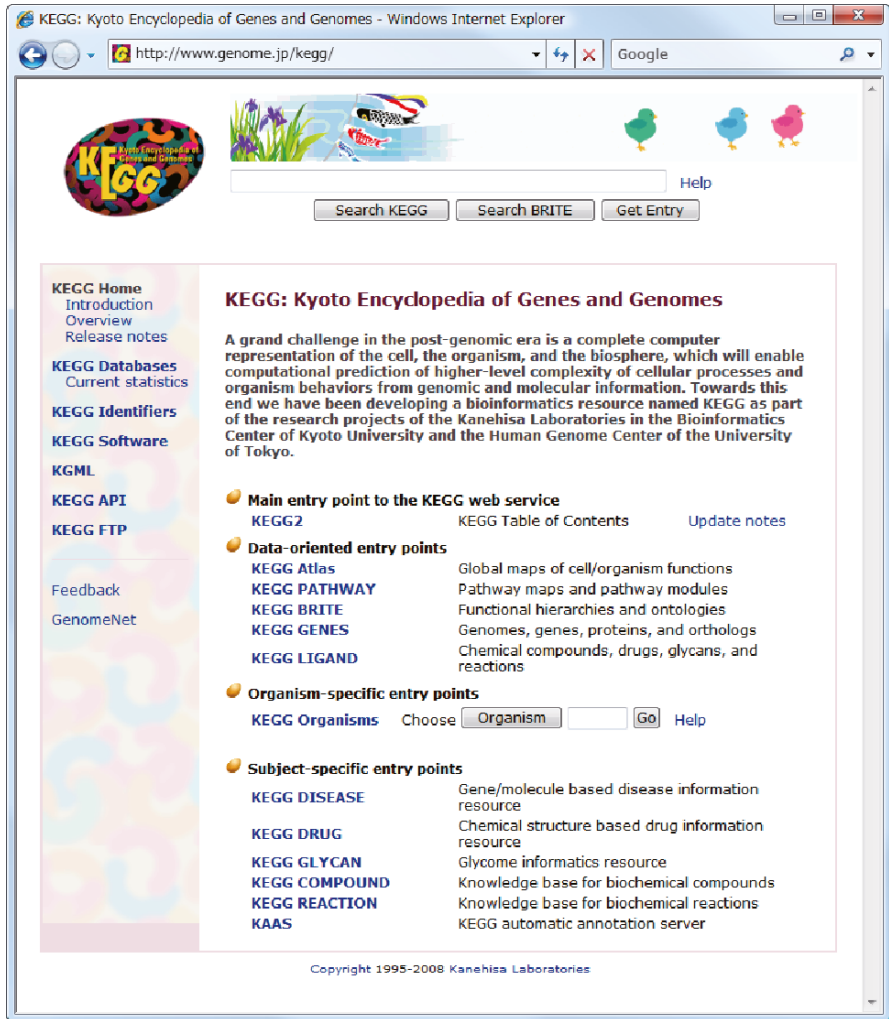 KEGG: Kyoto Encyclopedia of Genes and Genomes - Windows Internet Explorer
http://www.genome.jp/kegg/
Google
KEGG
Kyoto Encyclopedia of
Genes and Genomes
Help
Search KEGG Search BRITE Get Entry
KEGG Home
Introduction
Overview
Release notes
KEGG Databases
Current statistics
KEGG Identifiers
KEGG Software
KGML
KEGG API
KEGG FTP
Feedback
GenomeNet
KEGG: Kyoto Encyclopedia of Genes and Genomes
A grand challenge in the post-genomic era is a complete computer
representation of the cell, the organism, and the biosphere, which will enable
computational prediction of higher-level complexity of cellular processes and
organism behaviors from genomic and molecular information. Towards this
end we have been developing a bioinformatics resource named KEGG as part
of the research projects of the Kanehisa Laboratories in the Bioinformatics
Center of Kyoto University and the Human Genome Center of the University
of Tokyo.
Main entry point to the KEGG web service
KEGG2 KEGG Table of Contents Update notes
Data-oriented entry points
KEGG Atlas Global maps of cell/organism functions
KEGG PATHWAY Pathway maps and pathway modules
KEGG BRITE Functional hierarchies and ontologies
KEGG GENES Genomes, genes, proteins, and orthologs
KEGG LIGAND Chemical compounds, drugs, glycans, and
reactions
Organism-specific entry points
KEGG Organisms Choose Organism Go Help
Subject-specific entry points
KEGG DISEASE Gene/molecule based disease information
resource
KEGG DRUG Chemical structure based drug information
resource
KEGG GLYCAN Glycome informatics resource
KEGG COMPOUND Knowledge base for biochemical compounds
KEGG REACTION Knowledge base for biochemical reactions
KAAS KEGG automatic annotation server
Copyright 1995-2008 Kanehisa Laboratories